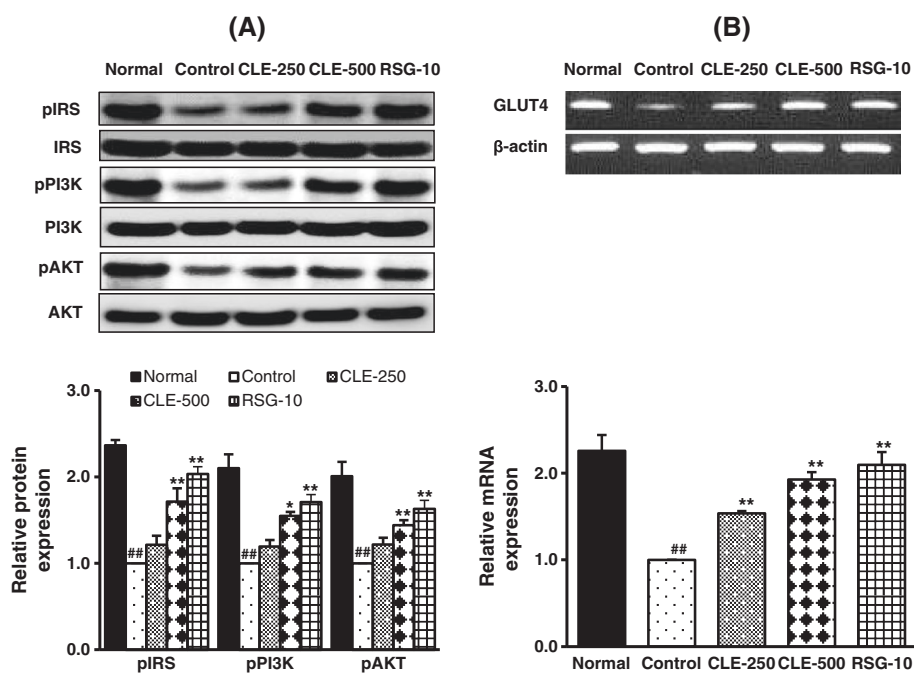 (A)
Normal Control CLE-250 CLE-500 RSG-10
pIRS
IRS
pPI3K
PI3K
pAKT
AKT
Normal Control CLE-250
CLE-500 RSG-10
Relative protein
expression
3.0
2.0
1.0
0.0
## ** **
## * **
## ** **
pIRS pPI3K pAKT
(B)
Normal Control CLE-250 CLE-500 RSG-10
GLUT4
β-actin
Relative mRNA
expression
3.0
2.0
1.0
0.0
## ** ** **
Normal Control CLE-250 CLE-500 RSG-10